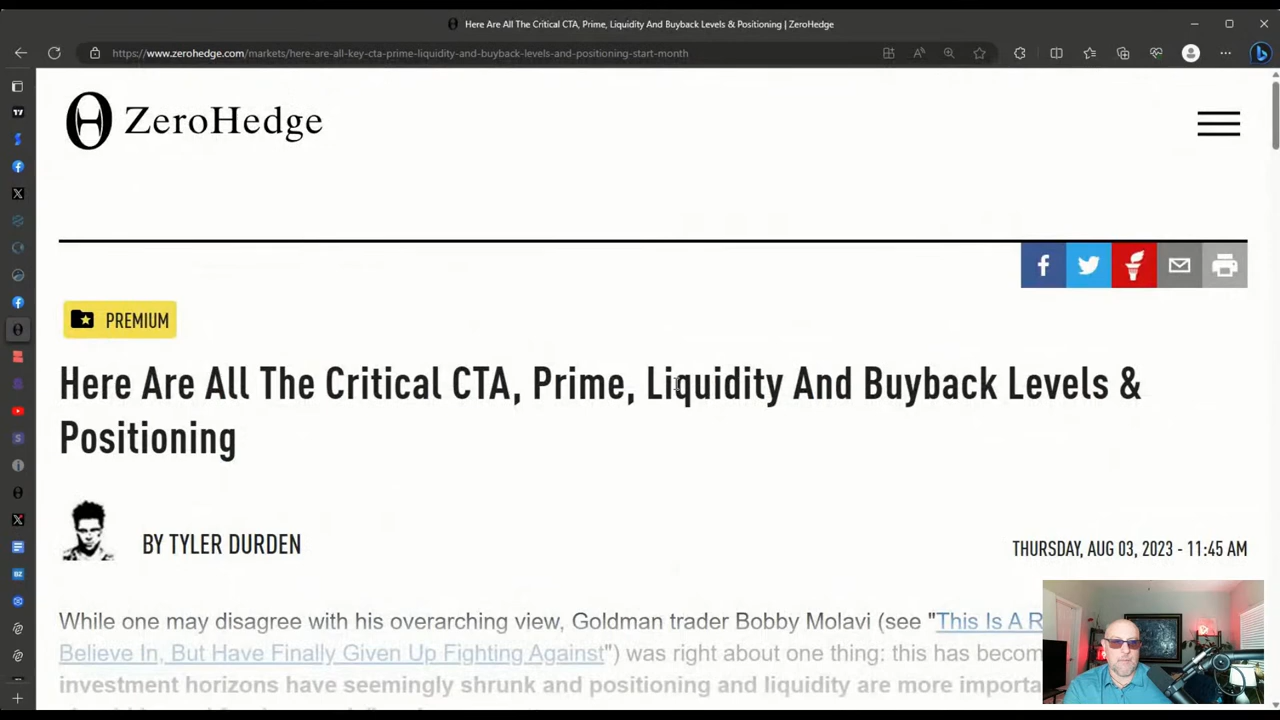 Here Are All The Critical CTA, Prime, Liquidity And Buyback Levels & Positioning | ZeroHedge
https://www.zerohedge.com/markets/here-are-all-key-cta-prime-liquidity-and-buyback-levels-and-positioning-start-month
ZeroHedge
PREMIUM
Here Are All The Critical CTA, Prime, Liquidity And Buyback Levels &
Positioning
BY TYLER DURDEN
THURSDAY, AUG 03, 2023 - 11:45 AM
While one may disagree with his overarching view, Goldman trader Bobby Molavi (see "This Is A R
Believe In, But Have Finally Given Up Fighting Against") was right about one thing: this has becom
investment horizons have seemingly shrunk and positioning and liquidity are more importa